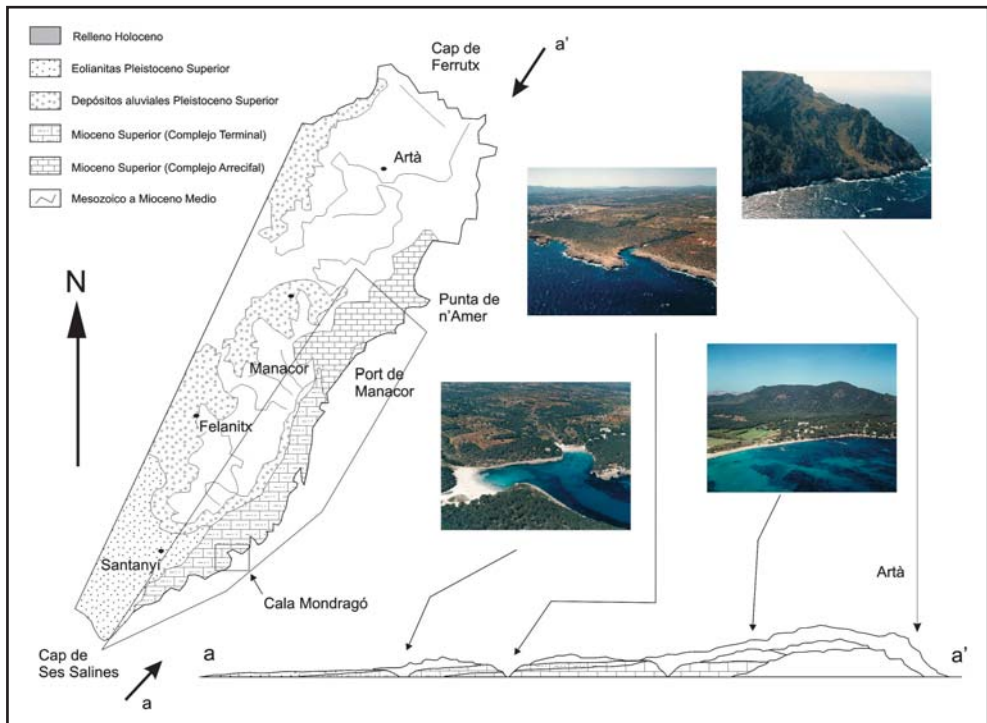 Relleno Holoceno
Eolianitas Pleistoceno Superior
Depósitos aluviales Pleistoceno Superior
Mioceno Superior (Complejo Terminal)
Mioceno Superior (Complejo Arrecifal)
Mesozoico a Mioceno Medio
Cap de
Ferrutx
a'
Artà
N
Punta de
n'Amer
Manacor
Port de
Manacor
Felanitx
Santanyí
Cala Mondragó
Cap de
Ses Salines
a
Artà
a
a'